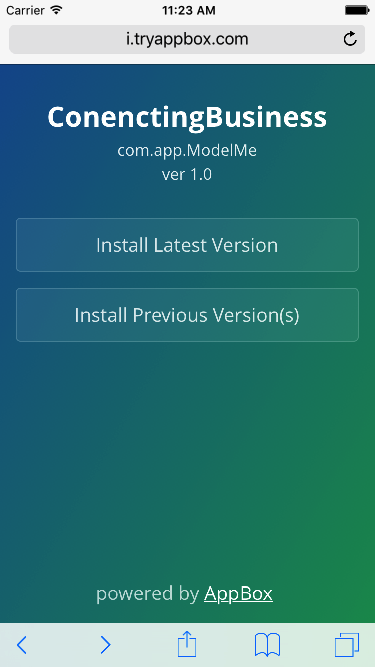 Carrier 11:23 AM
i.tryappbox.com
ConenctingBusiness
com.app.ModelMe
ver 1.0
Install Latest Version
Install Previous Version(s)
powered by AppBox